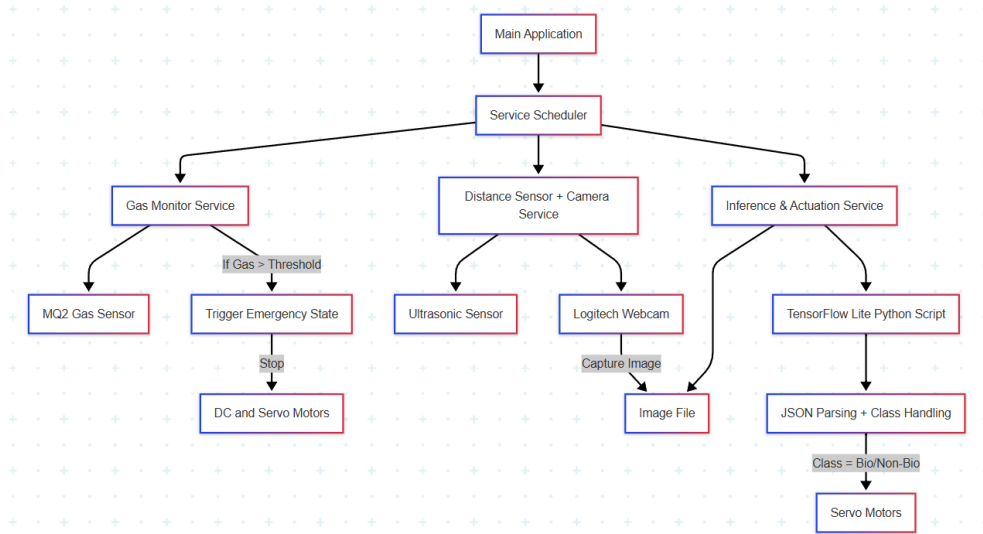 Main Application
Service Scheduler
Gas Monitor Service
Distance Sensor + Camera
Service
Inference & Actuation Service
If Gas > Threshold
MQ2 Gas Sensor
Trigger Emergency State
Ultrasonic Sensor
Logitech Webcam
TensorFlow Lite Python Script
Stop
Capture Image
DC and Servo Motors
Image File
JSON Parsing + Class Handling
Class = Bio/Non-Bio
Servo Motors